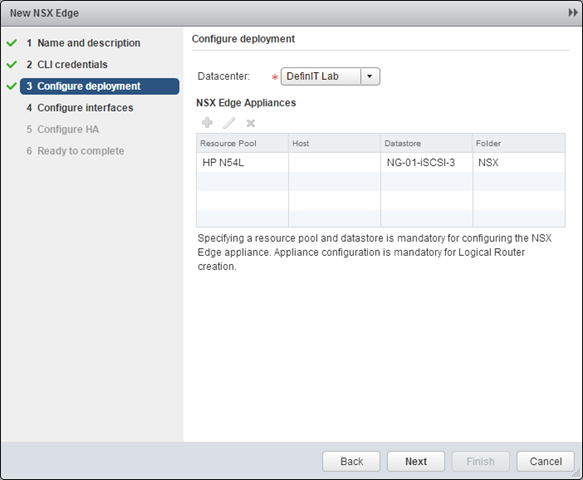 New NSX Edge
1 Name and description
2 CLI credentials
3 Configure deployment
4 Configure interfaces
5 Configure HA
6 Ready to complete
Configure deployment
Datacenter: * DefinIT Lab
NSX Edge Appliances
Resource Pool Host Datastore Folder
HP N54L NG-01-iSCSI-3 NSX
Specifying a resource pool and datastore is mandatory for configuring the NSX
Edge appliance. Appliance configuration is mandatory for Logical Router
creation.
Back Next Finish Cancel